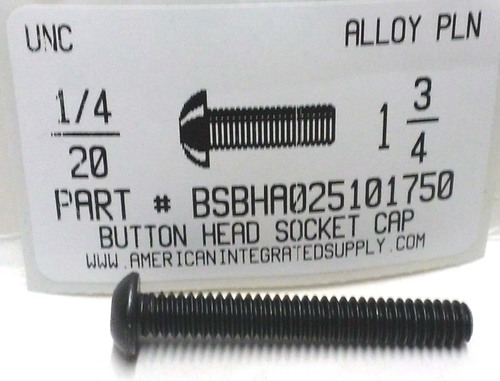 UNC ALLOY PLN
1/4
20
1 3/4
PART # BSBHA025101750
BUTTON HEAD SOCKET CAP
WWW.AMERICANINTEGRATEDSUPPLY.COM